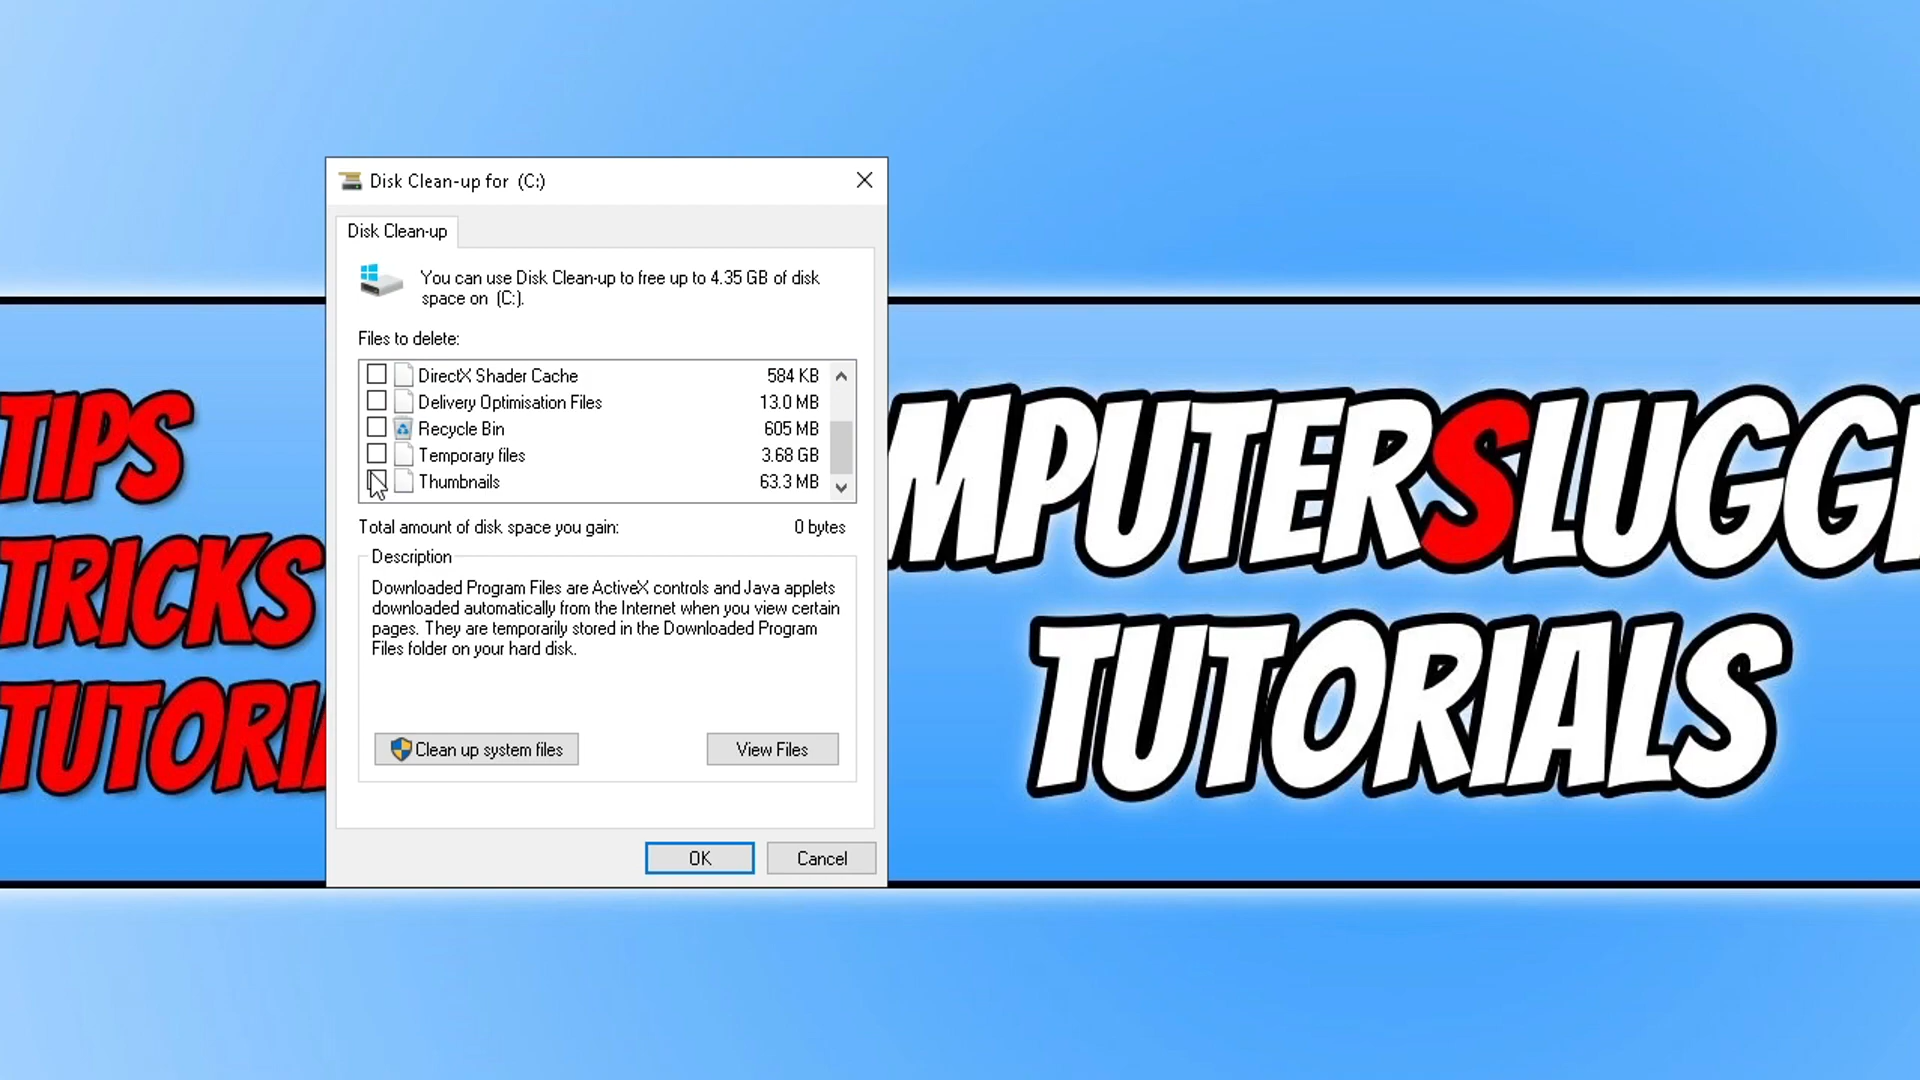 Disk Clean-up for (C:)
Disk Clean-up
You can use Disk Clean-up to free up to 4.35 GB of disk
space on (C:).
Files to delete:
DirectX Shader Cache 584 KB
Delivery Optimisation Files 13.0 MB
Recycle Bin 605 MB
Temporary files 3.68 GB
Thumbnails 63.3 MB
Total amount of disk space you gain: 0 bytes
Description
Downloaded Program Files are ActiveX controls and Java applets
downloaded automatically from the Internet when you view certain
pages. They are temporarily stored in the Downloaded Program
Files folder on your hard disk.
Clean up system files View Files
OK Cancel
TIPS
TRICKS
TUTORIA
MPUTERSLUGG
TUTORIALS